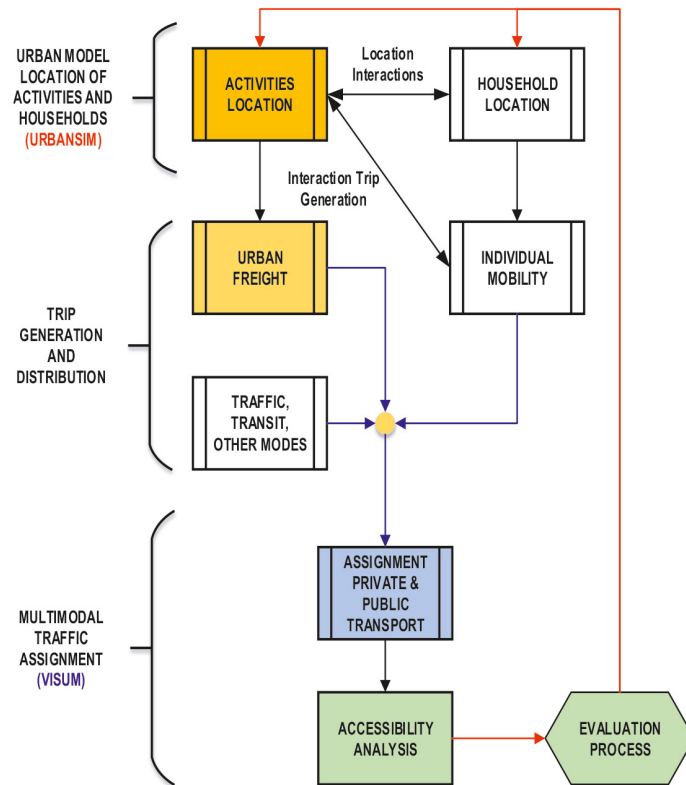 URBAN MODEL
LOCATION OF
ACTIVITIES AND
HOUSEHOLDS
(URBANSIM)
ACTIVITIES
LOCATION
Location
Interactions
HOUSEHOLD
LOCATION
Interaction Trip
Generation
TRIP
GENERATION
AND
DISTRIBUTION
URBAN
FREIGHT
INDIVIDUAL
MOBILITY
TRAFFIC,
TRANSIT,
OTHER MODES
MULTIMODAL
TRAFFIC
ASSIGNMENT
(VISUM)
ASSIGNMENT
PRIVATE &
PUBLIC
TRANSPORT
ACCESSIBILITY
ANALYSIS
EVALUATION
PROCESS